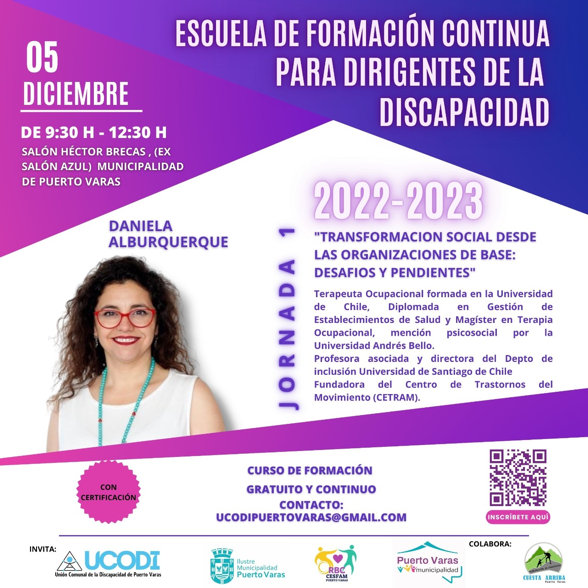 ESCUELA DE FORMACIÓN CONTINUA
PARA DIRIGENTES DE LA
DISCAPACIDAD
05
DICIEMBRE
DE 9:30 H - 12:30 H
SALÓN HÉCTOR BRECAS , (EX
SALÓN AZUL) MUNICIPALIDAD
DE PUERTO VARAS
2022-2023
DANIELA
ALBURQUERQUE
JORNADA 1
"TRANSFORMACION SOCIAL DESDE
LAS ORGANIZACIONES DE BASE:
DESAFIOS Y PENDIENTES"
Terapeuta Ocupacional formada en la Universidad
de Chile, Diplomada en Gestión de
Establecimientos de Salud y Magíster en Terapia
Ocupacional, mención psicosocial por la
Universidad Andrés Bello.
Profesora asociada y directora del Depto de
inclusión Universidad de Santiago de Chile
Fundadora del Centro de Trastornos del
Movimiento (CETRAM).
CON
CERTIFICACIÓN
CURSO DE FORMACIÓN
GRATUITO Y CONTINUO
CONTACTO:
UCODIPUERTOVARAS@GMAIL.COM
INSCRÍBETE AQUÍ
INVITA:
UCODI
Unión Comunal de la Discapacidad de Puerto Varas
Ilustre
Municipalidad
Puerto Varas
RBC
CESFAM
PUERTO VARAS
Puerto Varas
municipalidad
COLABORA:
CUESTA ARRIBA
Puerto Varas